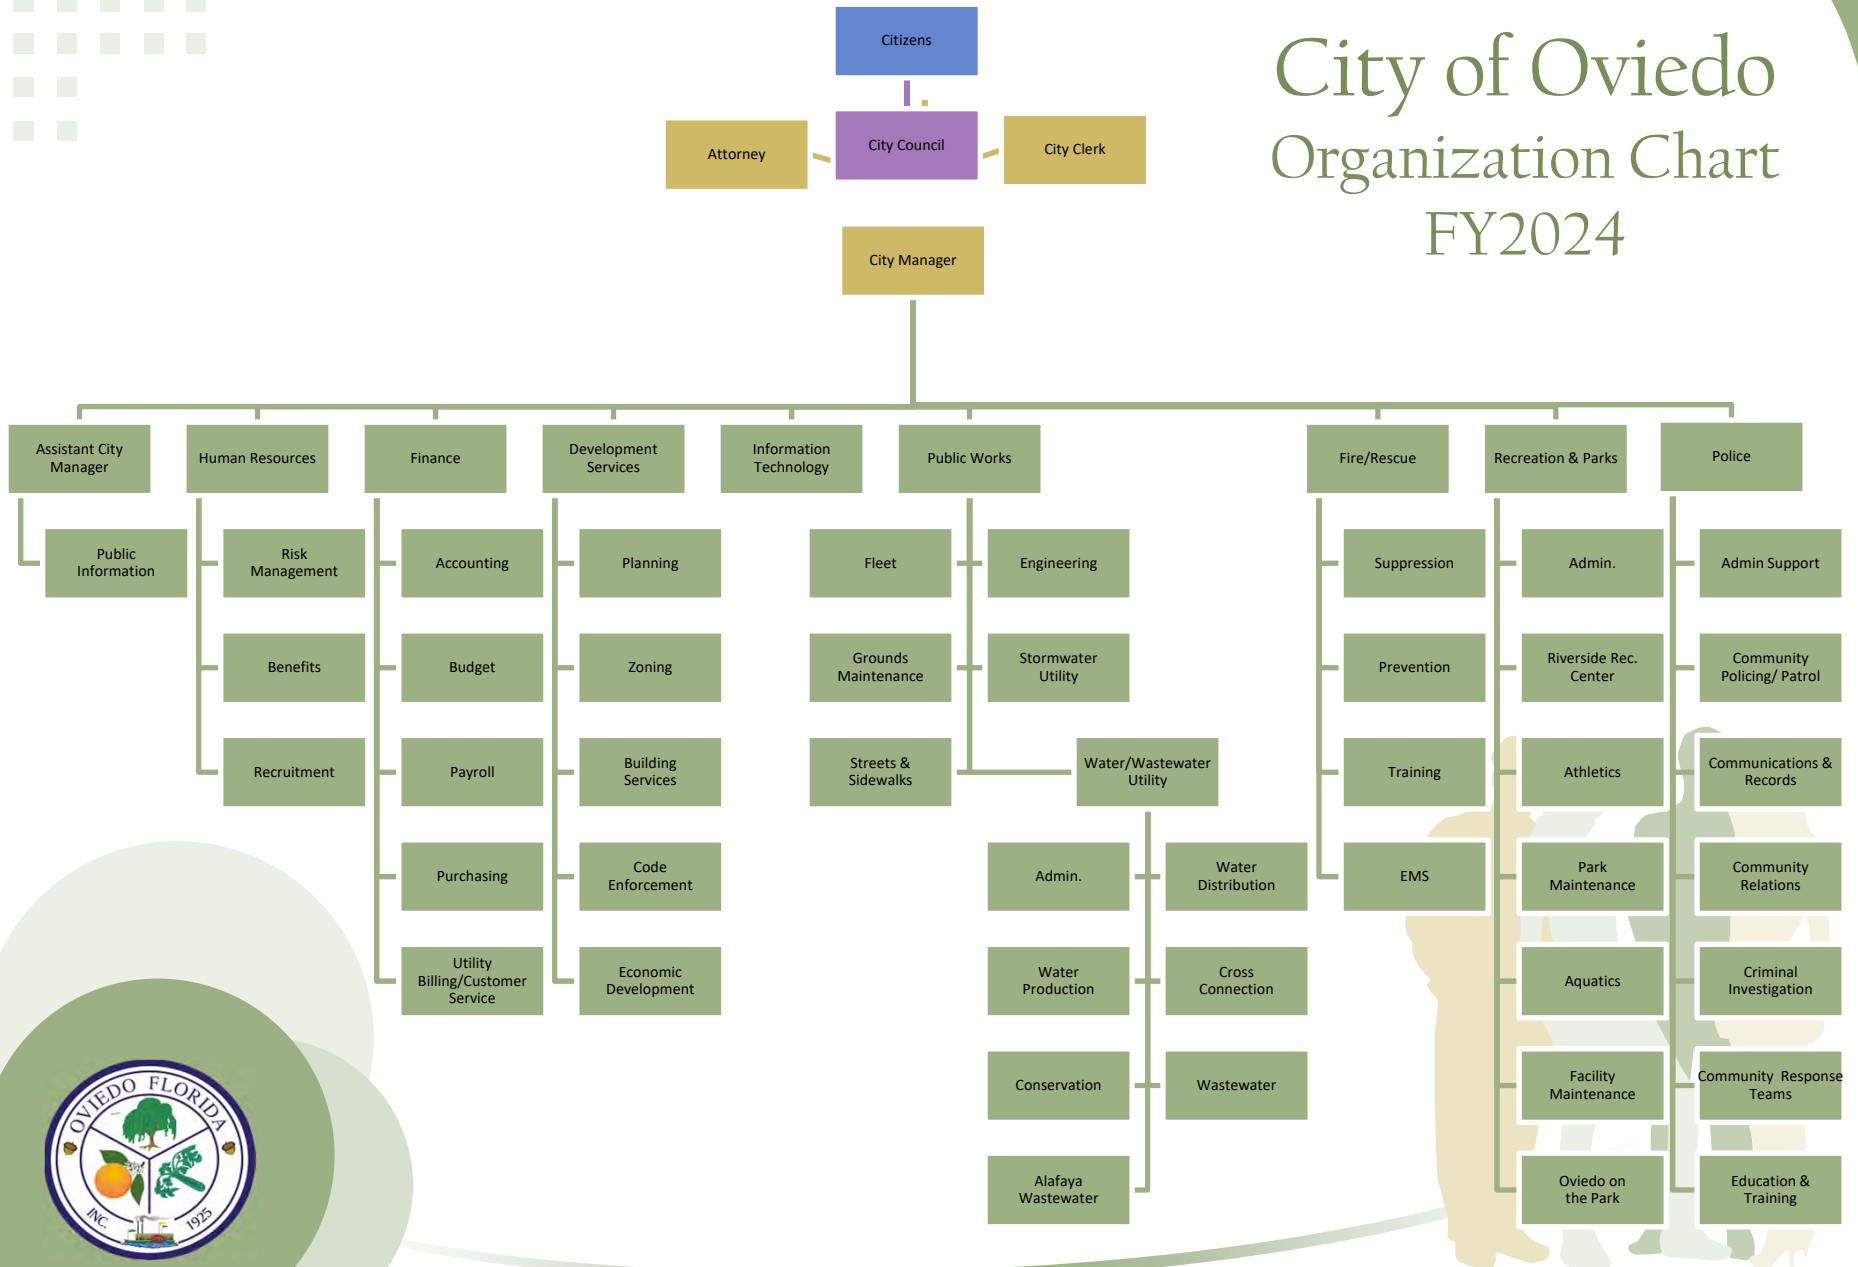 City of Oviedo
Organization Chart
FY2024
Citizens
Attorney
City Council
City Clerk
City Manager
Assistant City
Manager
Human Resources
Finance
Development
Services
Information
Technology
Public Works
Fire/Rescue
Recreation & Parks
Police
Public
Information
Risk
Management
Benefits
Recruitment
Accounting
Budget
Payroll
Purchasing
Utility
Billing/Customer
Service
Planning
Zoning
Building
Services
Code
Enforcement
Economic
Development
Fleet
Engineering
Grounds
Maintenance
Stormwater
Utility
Streets &
Sidewalks
Water/Wastewater
Utility
Admin.
Water
Distribution
Water
Production
Cross
Connection
Conservation
Wastewater
Alafaya
Wastewater
Suppression
Prevention
Training
EMS
Admin.
Riverside Rec.
Center
Athletics
Park
Maintenance
Aquatics
Facility
Maintenance
Oviedo on
the Park
Admin Support
Community
Policing/ Patrol
Communications &
Records
Community
Relations
Criminal
Investigation
Community Response
Teams
Education &
Training
OVIEDO FLORIDA
INC. 1925